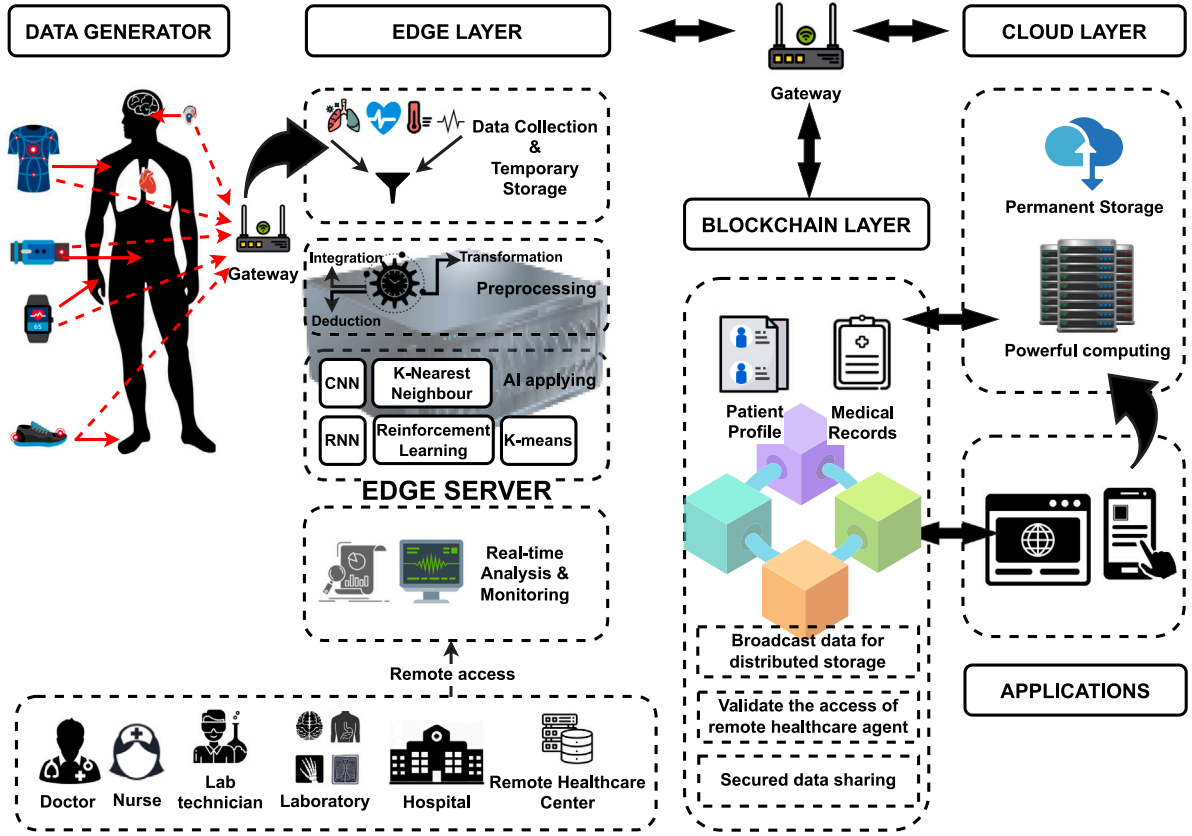 DATA GENERATOR
EDGE LAYER
CLOUD LAYER
Gateway
Data Collection
&
Temporary
Storage
Gateway
Integration
Transformation
Preprocessing
Deduction
CNN
K-Nearest
Neighbour
AI applying
RNN
Reinforcement
Learning
K-means
EDGE SERVER
Real-time
Analysis &
Monitoring
Remote access
Doctor
Nurse
Lab
technician
Laboratory
Hospital
Remote Healthcare
Center
BLOCKCHAIN LAYER
Patient
Profile
Medical
Records
Broadcast data for
distributed storage
Validate the access of
remote healthcare agent
Secured data sharing
Permanent Storage
Powerful computing
APPLICATIONS
65